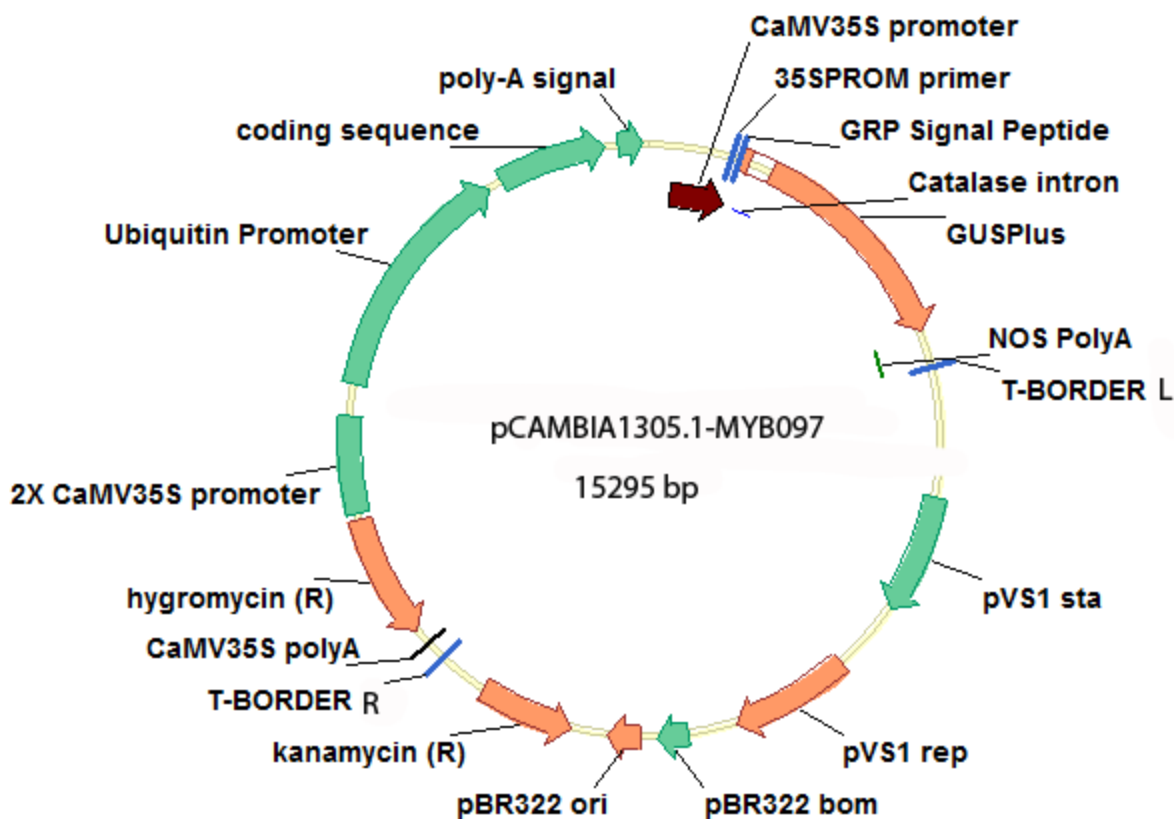 CaMV35S promoter
poly-A signal
35SPROM primer
coding sequence
GRP Signal Peptide
Catalase intron
Ubiquitin Promoter
GUSPlus
NOS PolyA
T-BORDER L
pCAMBIA1305.1-MYB097
15295 bp
2X CaMV35S promoter
hygromycin (R)
pVS1 sta
CaMV35S polyA
T-BORDER R
kanamycin (R)
pVS1 rep
pBR322 ori
pBR322 bom